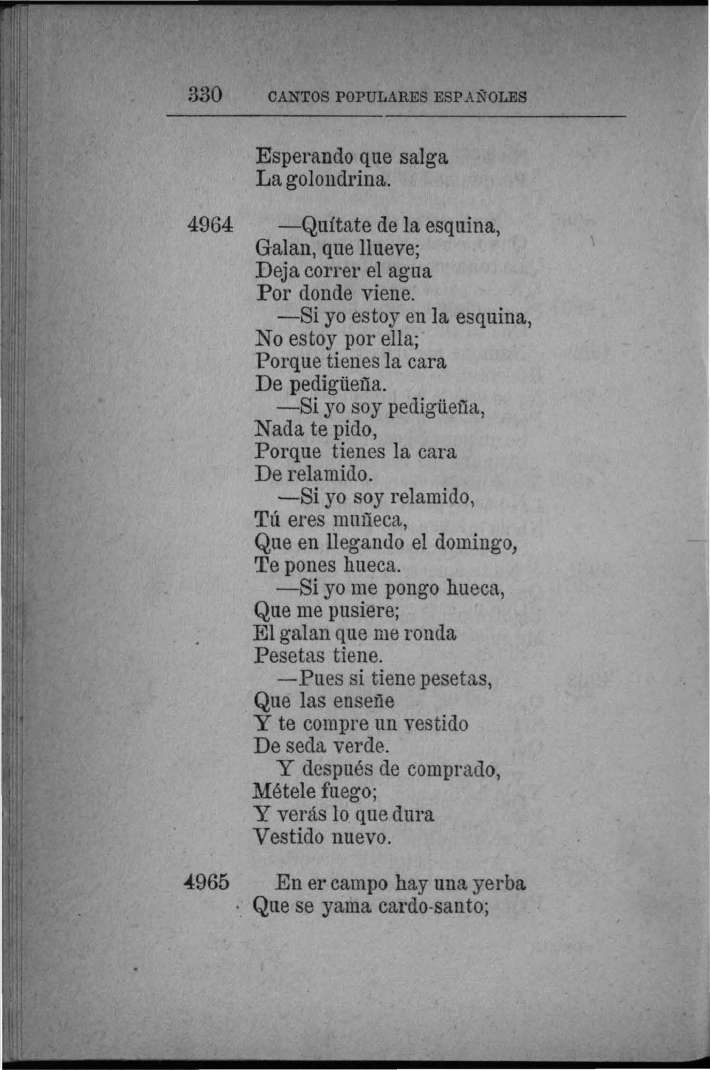 330 CANTOS POPULARES ESPAÑOLES
Esperando que salga
La golondrina.
4964 —Quítate de la esquina,
Galan, que llueve;
Deja correr el agua
Por donde viene.
—Si yo estoy en la esquina,
No estoy por ella;
Porque tienes la cara
De pedigüeña.
—Si yo soy pedigüeña,
Nada te pido,
Porque tienes la cara
De relamido.
—Si yo soy relamido,
Tú eres muñeca,
Que en llegando el domingo,
Te pones hueca.
—Si yo me pongo hueca,
Que me pusiere;
El galan que me ronda
Pesetas tiene.
—Pues si tiene pesetas,
Que las enseñe
Y te compre un vestido
De seda verde.
Y después de comprado,
Métele fuego;
Y verás lo que dura
Vestido nuevo.
4965 En er campo hay una yerba
Que se yama cardo-santo;